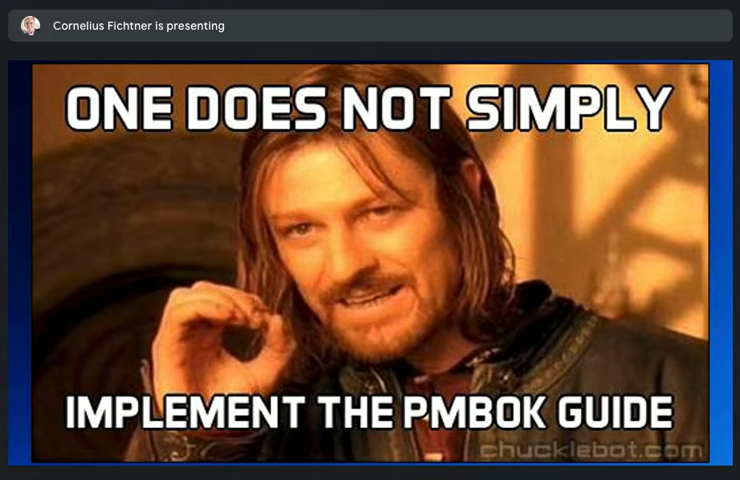 Cornelius Fichtner is presenting
ONE DOES NOT SIMPLY
IMPLEMENT THE PMBOK GUIDE
chucklebot.com